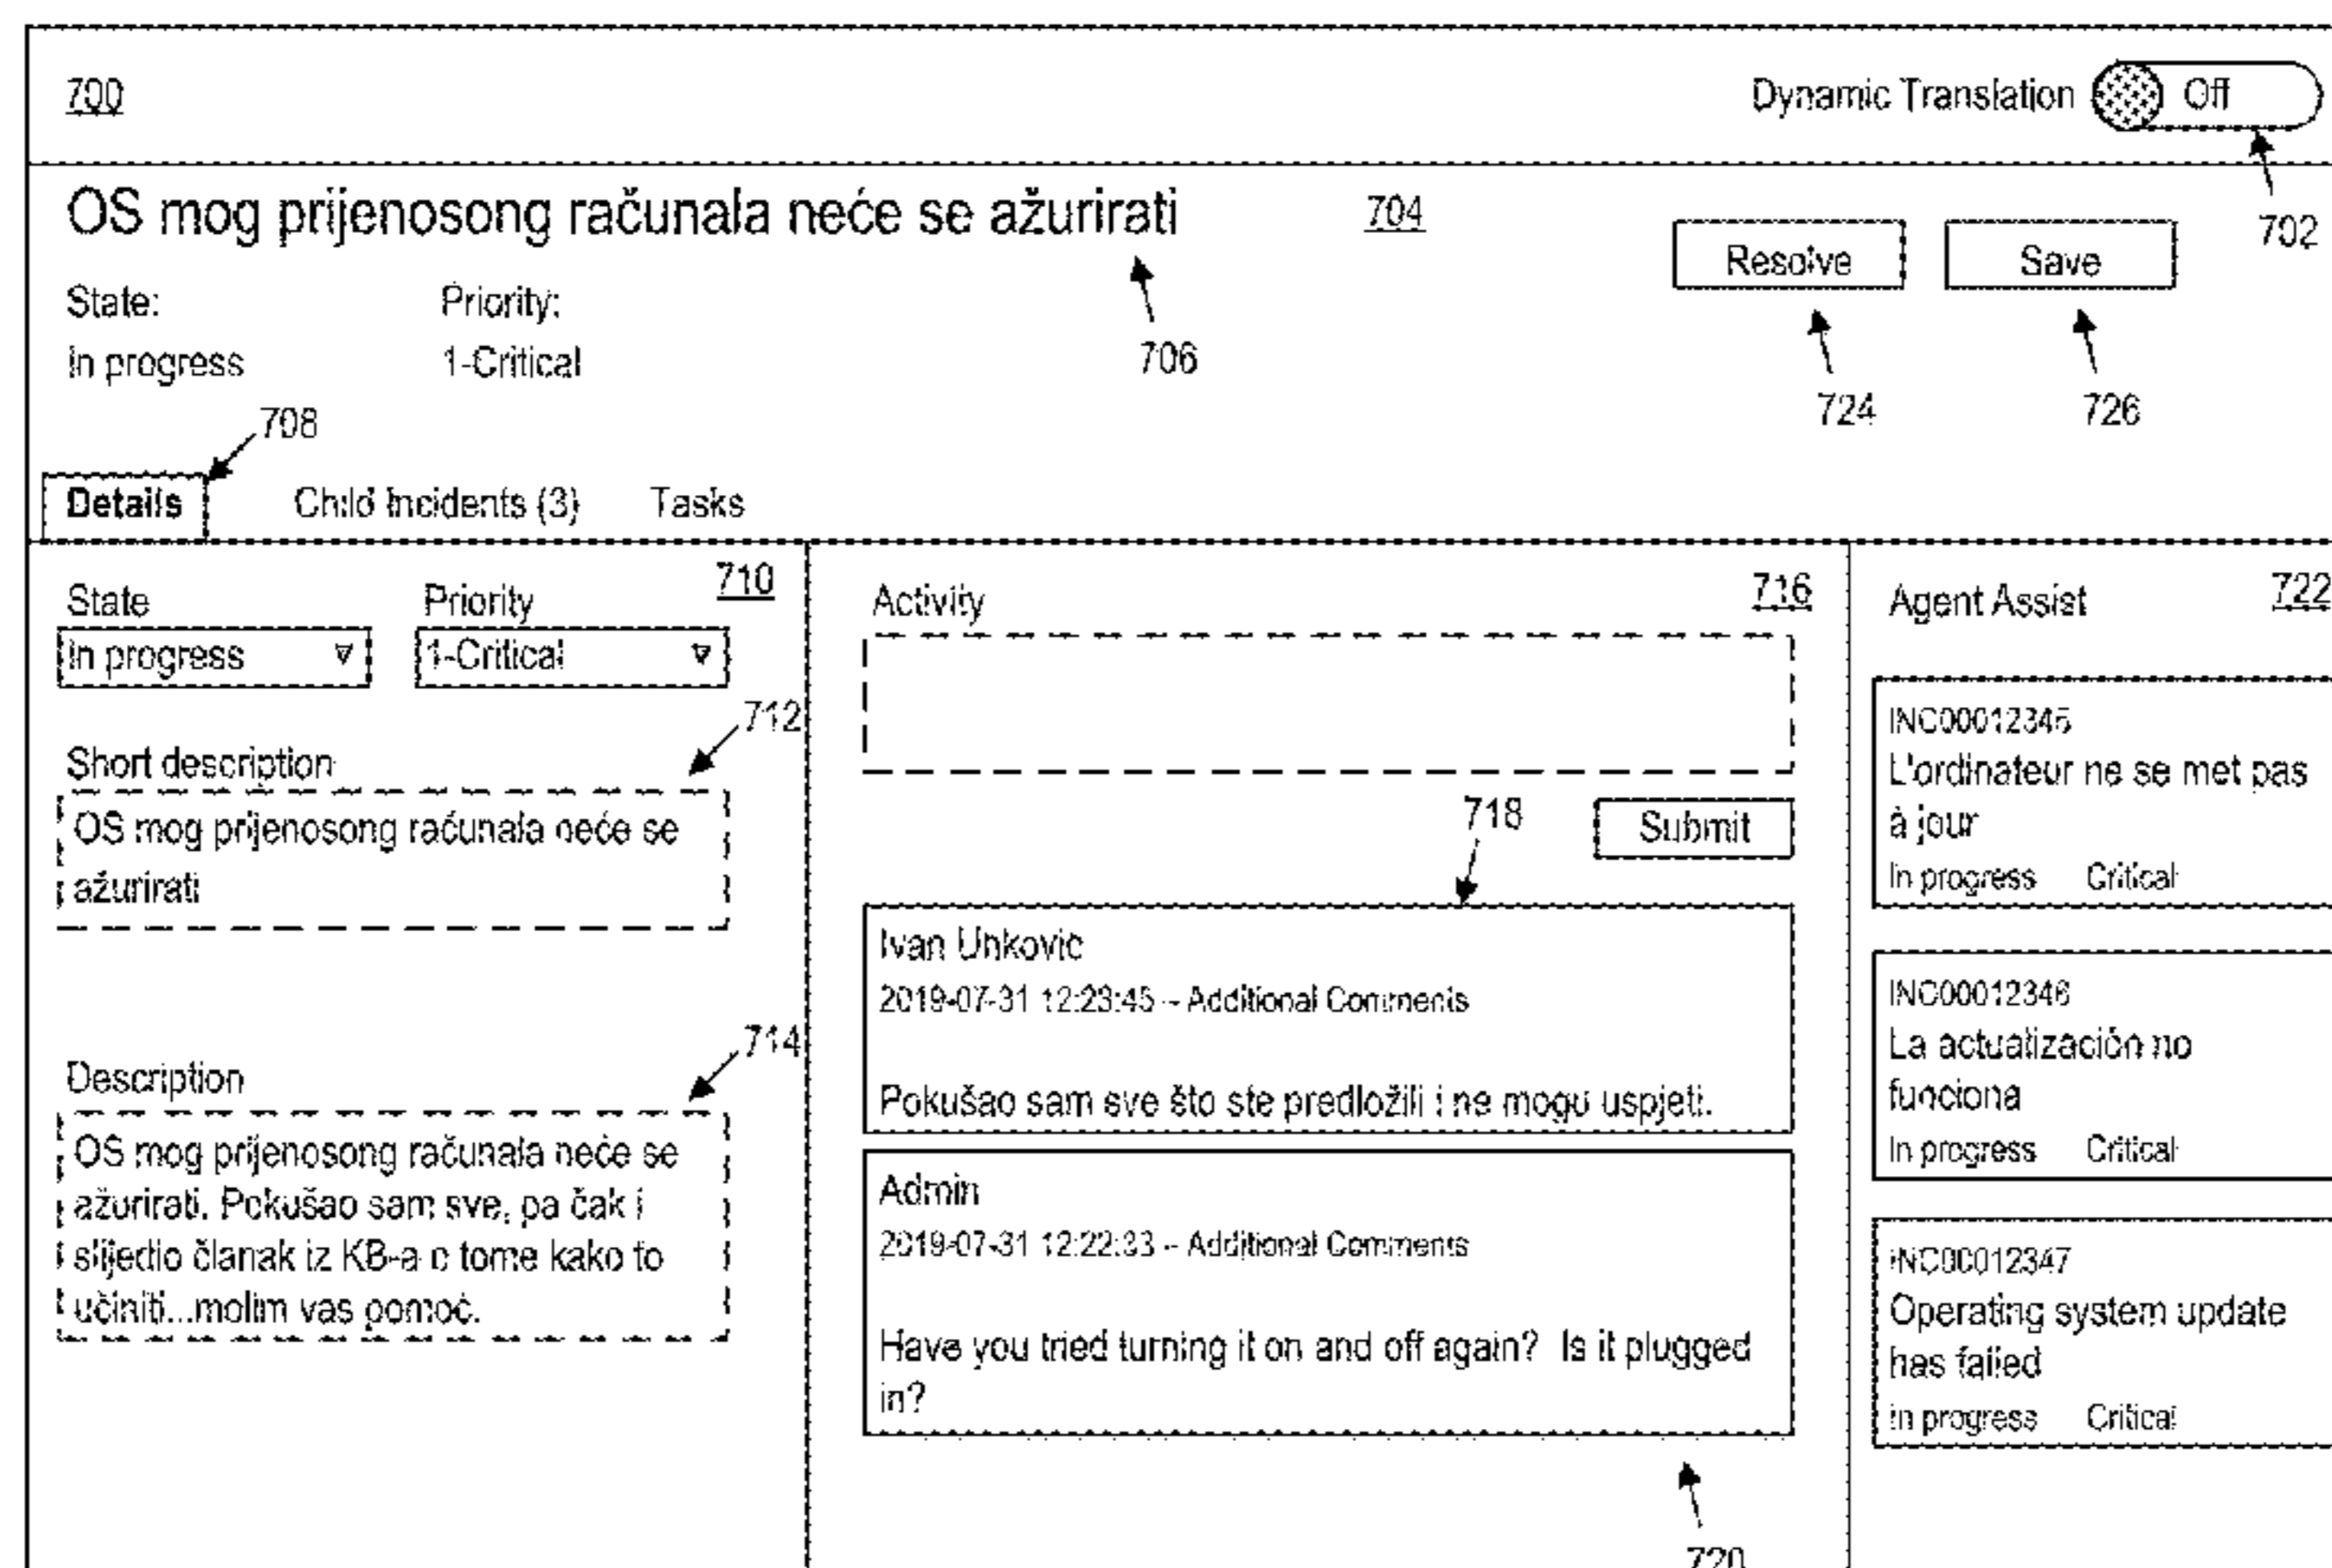 700
Dynamic Translation Off
702
OS mog prijenosong računala neće se ažurirati
704
Resolve
Save
State:
In progress
Priority:
1-Critical
706
724
726
708
Details
Child Incidents (3)
Tasks
710
State
Priority
In progress
1-Critical
712
Short description
OS mog prijenosong računala neće se
ažurirati
714
Description
OS mog prijenosong računala neće se
ažurirati. Pokušao sam sve, pa čak i
slijedio članak iz KB-a o tome kako to
učiniti...molim vas pomoć.
Activity
716
718
Submit
Ivan Unković
2019-07-31 12:23:45 -- Additional Comments
Pokušao sam sve što ste predložili i ne mogu uspjeti.
Admin
2019-07-31 12:22:33 -- Additional Comments
Have you tried turning it on and off again? Is it plugged
in?
720
Agent Assist
722
INC00012345
L'ordinateur ne se met pas
à jour
In progress Critical
INC00012346
La actualización no
funciona
In progress Critical
INC00012347
Operating system update
has failed
In progress Critical